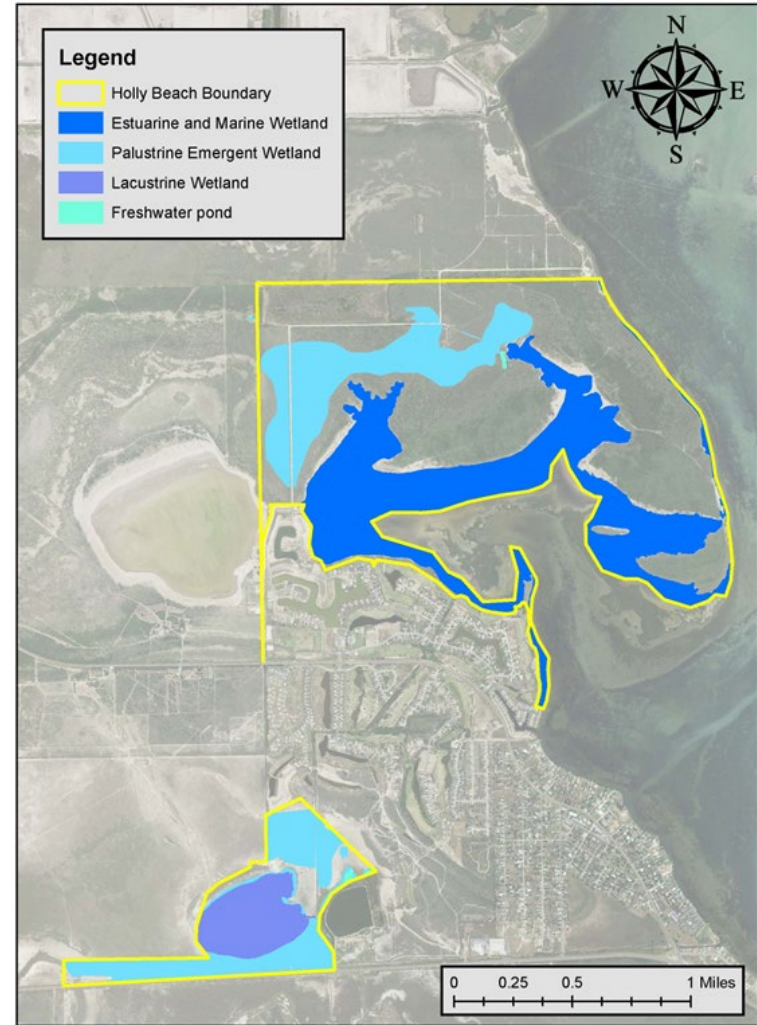 Legend
Holly Beach Boundary
Estuarine and Marine Wetland
Palustrine Emergent Wetland
Lacustrine Wetland
Freshwater pond
N
W E
S
0 0.25 0.5 1 Miles